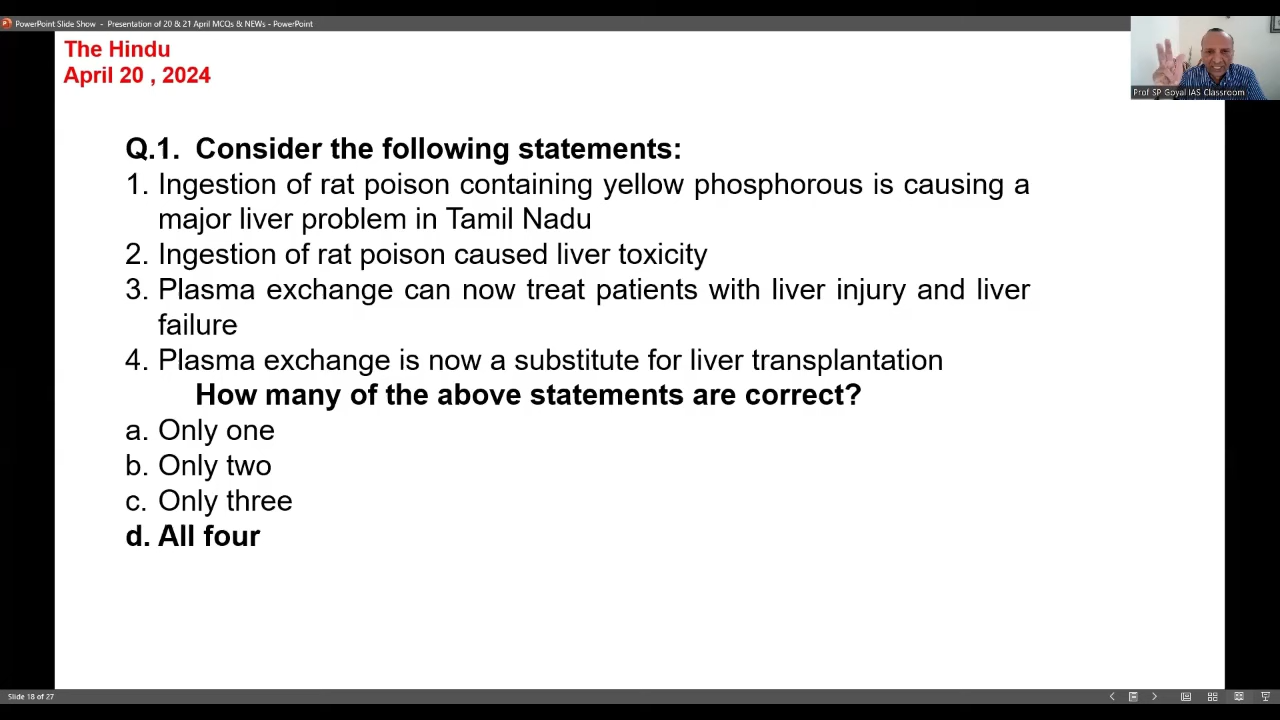 PowerPoint Slide Show - Presentation of 20 & 21 April MCQs & NEWs - PowerPoint
The Hindu
April 20 , 2024
Prof SP Goyal IAS Classroom
Q.1. Consider the following statements:
1. Ingestion of rat poison containing yellow phosphorous is causing a
major liver problem in Tamil Nadu
2. Ingestion of rat poison caused liver toxicity
3. Plasma exchange can now treat patients with liver injury and liver
failure
4. Plasma exchange is now a substitute for liver transplantation
How many of the above statements are correct?
a. Only one
b. Only two
c. Only three
d. All four
Slide 18 of 27